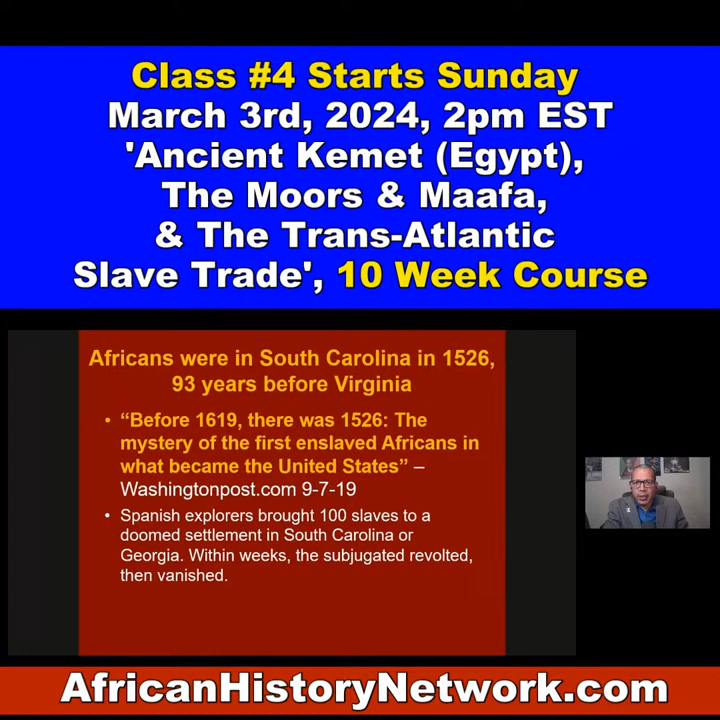 Class #4 Starts Sunday
March 3rd, 2024, 2pm EST
'Ancient Kemet (Egypt),
The Moors & Maafa,
& The Trans-Atlantic
Slave Trade', 10 Week Course
Africans were in South Carolina in 1526,
93 years before Virginia
• “Before 1619, there was 1526: The
mystery of the first enslaved Africans in
what became the United States” –
Washingtonpost.com 9-7-19
• Spanish explorers brought 100 slaves to a
doomed settlement in South Carolina or
Georgia. Within weeks, the subjugated revolted,
then vanished.
AfricanHistoryNetwork.com